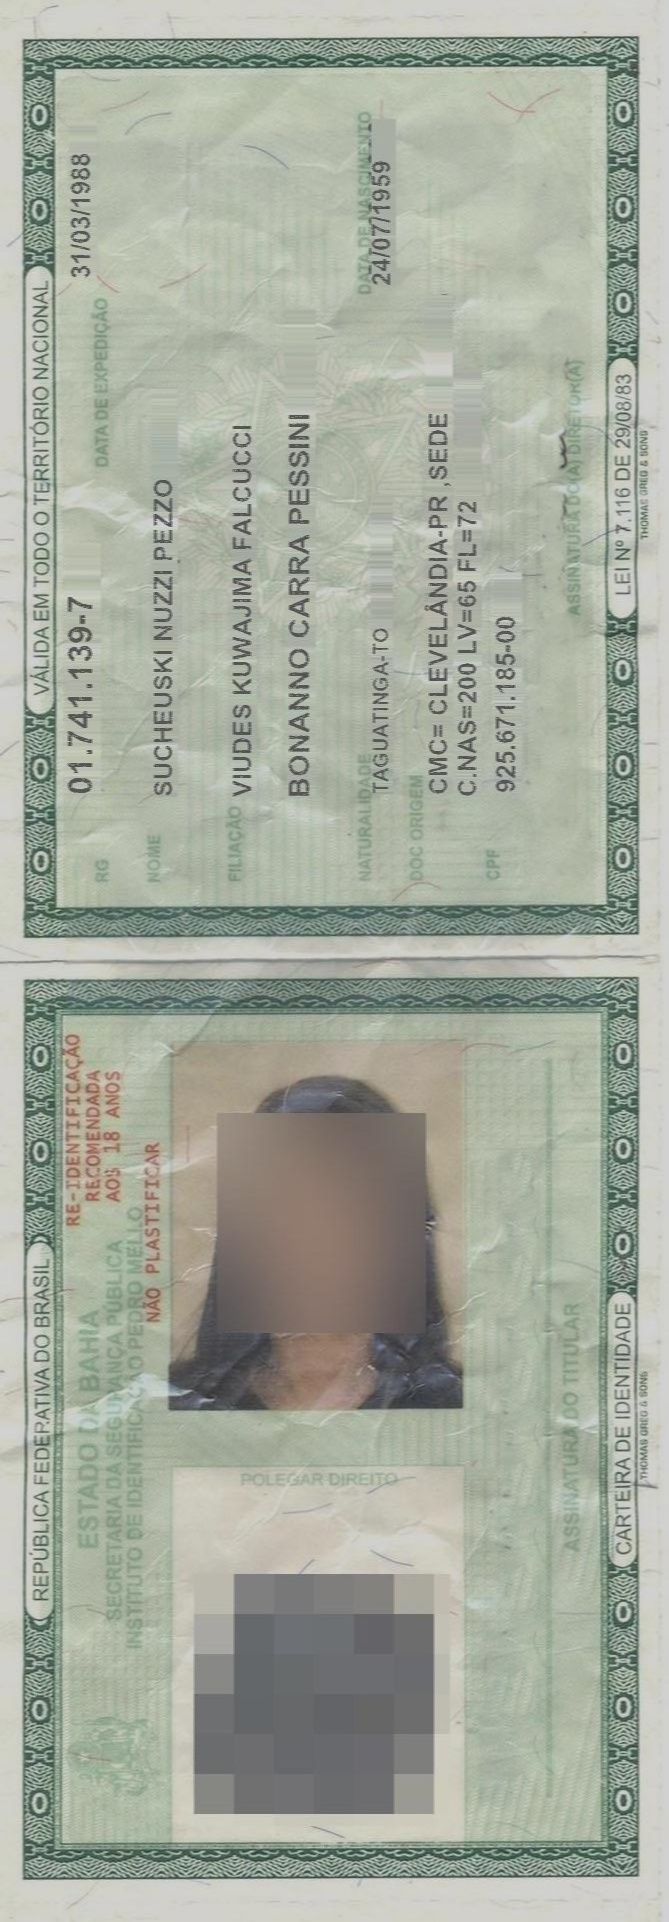 VÁLIDA EM TODO O TERRITÓRIO NACIONAL
RG 01.741.139-7 DATA DE EXPEDIÇÃO 31/03/1988
NOME SUCHEUSKI NUZZI PEZZO
FILIAÇÃO VIUDES KUWAJIMA FALCUCCI
BONANNO CARRA PESSINI
NATURALIDADE TAGUATINGA-TO DATA DE NASCIMENTO 24/07/1959
DOC ORIGEM CMC= CLEVELÂNDIA-PR ,SEDE
C.NAS=200 LV=65 FL=72
CPF 925.671.185-00
ASSINATURA DO(A) DIRETOR(A)
LEI Nº 7.116 DE 29/08/83
THOMAS GREG & SONS
REPÚBLICA FEDERATIVA DO BRASIL
ESTADO DA BAHIA
SECRETARIA DA SEGURANÇA PÚBLICA
INSTITUTO DE IDENTIFICAÇÃO PEDRO MELLO
RE-IDENTIFICAÇÃO
RECOMENDADA
AOS 18 ANOS
NÃO PLASTIFICAR
POLEGAR DIREITO
ASSINATURA DO TITULAR
CARTEIRA DE IDENTIDADE
THOMAS GREG & SONS